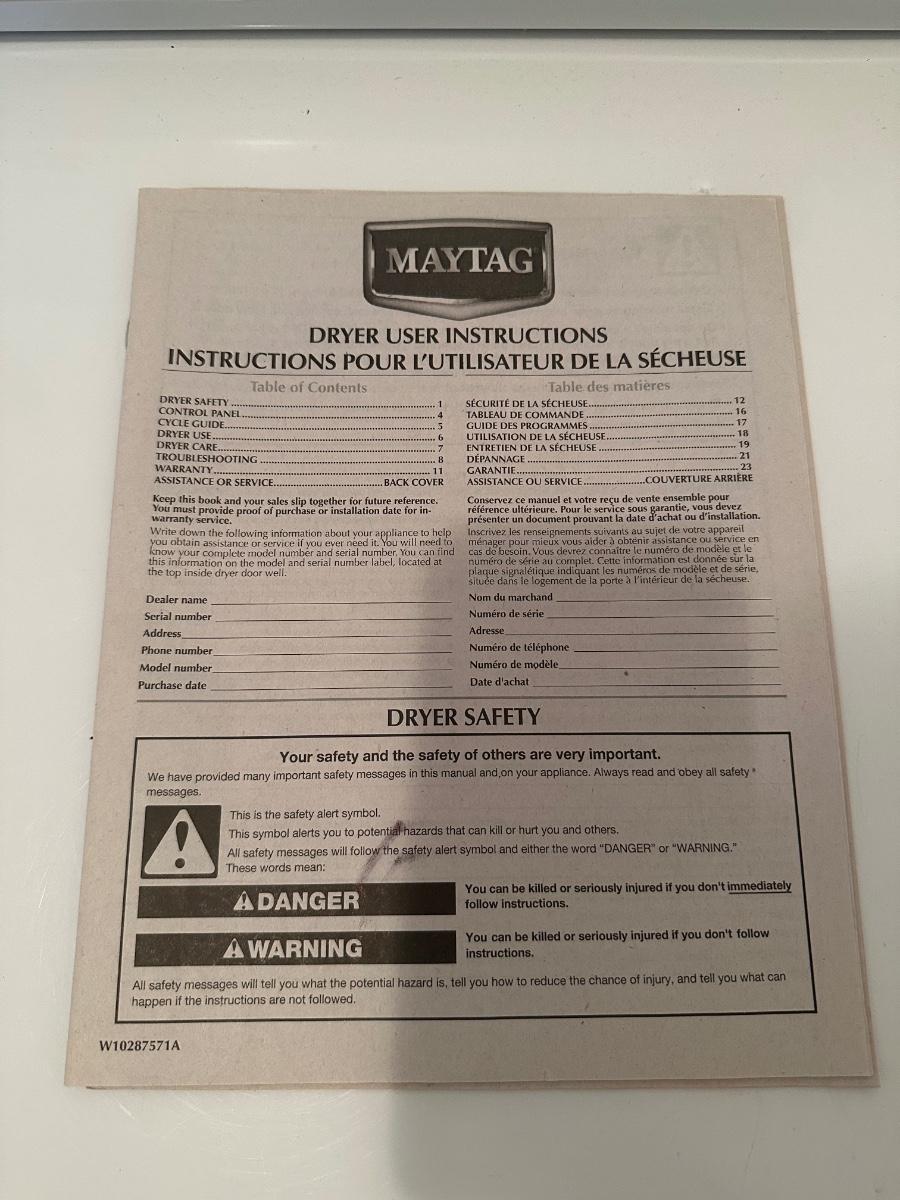 MAYTAG
DRYER USER INSTRUCTIONS
INSTRUCTIONS POUR L'UTILISATEUR DE LA SÉCHEUSE
Table of Contents
DRYER SAFETY 1
CONTROL PANEL 4
CYCLE GUIDE 5
DRYER USE 6
DRYER CARE 7
TROUBLESHOOTING 8
WARRANTY 11
ASSISTANCE OR SERVICE BACK COVER
Keep this book and your sales slip together for future reference.
You must provide proof of purchase or installation date for in-
warranty service.
Write down the following information about your appliance to help
you obtain assistance or service if you ever need it. You will need to
know your complete model number and serial number. You can find
this information on the model and serial number label, located at
the top inside dryer door well.
Dealer name
Serial number
Address
Phone number
Model number
Purchase date
Table des matières
SÉCURITÉ DE LA SÉCHEUSE 12
TABLEAU DE COMMANDE 16
GUIDE DES PROGRAMMES 17
UTILISATION DE LA SÉCHEUSE 18
ENTRETIEN DE LA SÉCHEUSE 19
DÉPANNAGE 21
GARANTIE 23
ASSISTANCE OU SERVICE COUVERTURE ARRIÈRE
Conservez ce manuel et votre reçu de vente ensemble pour
référence ultérieure. Pour le service sous garantie, vous devez
présenter un document prouvant la date d'achat ou d'installation.
Inscrivez les renseignements suivants au sujet de votre appareil
ménager pour mieux vous aider à obtenir assistance ou service en
cas de besoin. Vous devrez connaître le numéro de modèle et le
numéro de série au complet. Cette information est donnée sur la
plaque signalétique indiquant les numéros de modèle et de série,
située dans le logement de la porte à l'intérieur de la sécheuse.
Nom du marchand
Numéro de série
Adresse
Numéro de téléphone
Numéro de modèle
Date d'achat
DRYER SAFETY
Your safety and the safety of others are very important.
We have provided many important safety messages in this manual and on your appliance. Always read and obey all safety
messages.
This is the safety alert symbol.
This symbol alerts you to potential hazards that can kill or hurt you and others.
All safety messages will follow the safety alert symbol and either the word “DANGER” or “WARNING.”
These words mean:
DANGER
You can be killed or seriously injured if you don't immediately
follow instructions.
WARNING
You can be killed or seriously injured if you don't follow
instructions.
All safety messages will tell you what the potential hazard is, tell you how to reduce the chance of injury, and tell you what can
happen if the instructions are not followed.
W10287571A